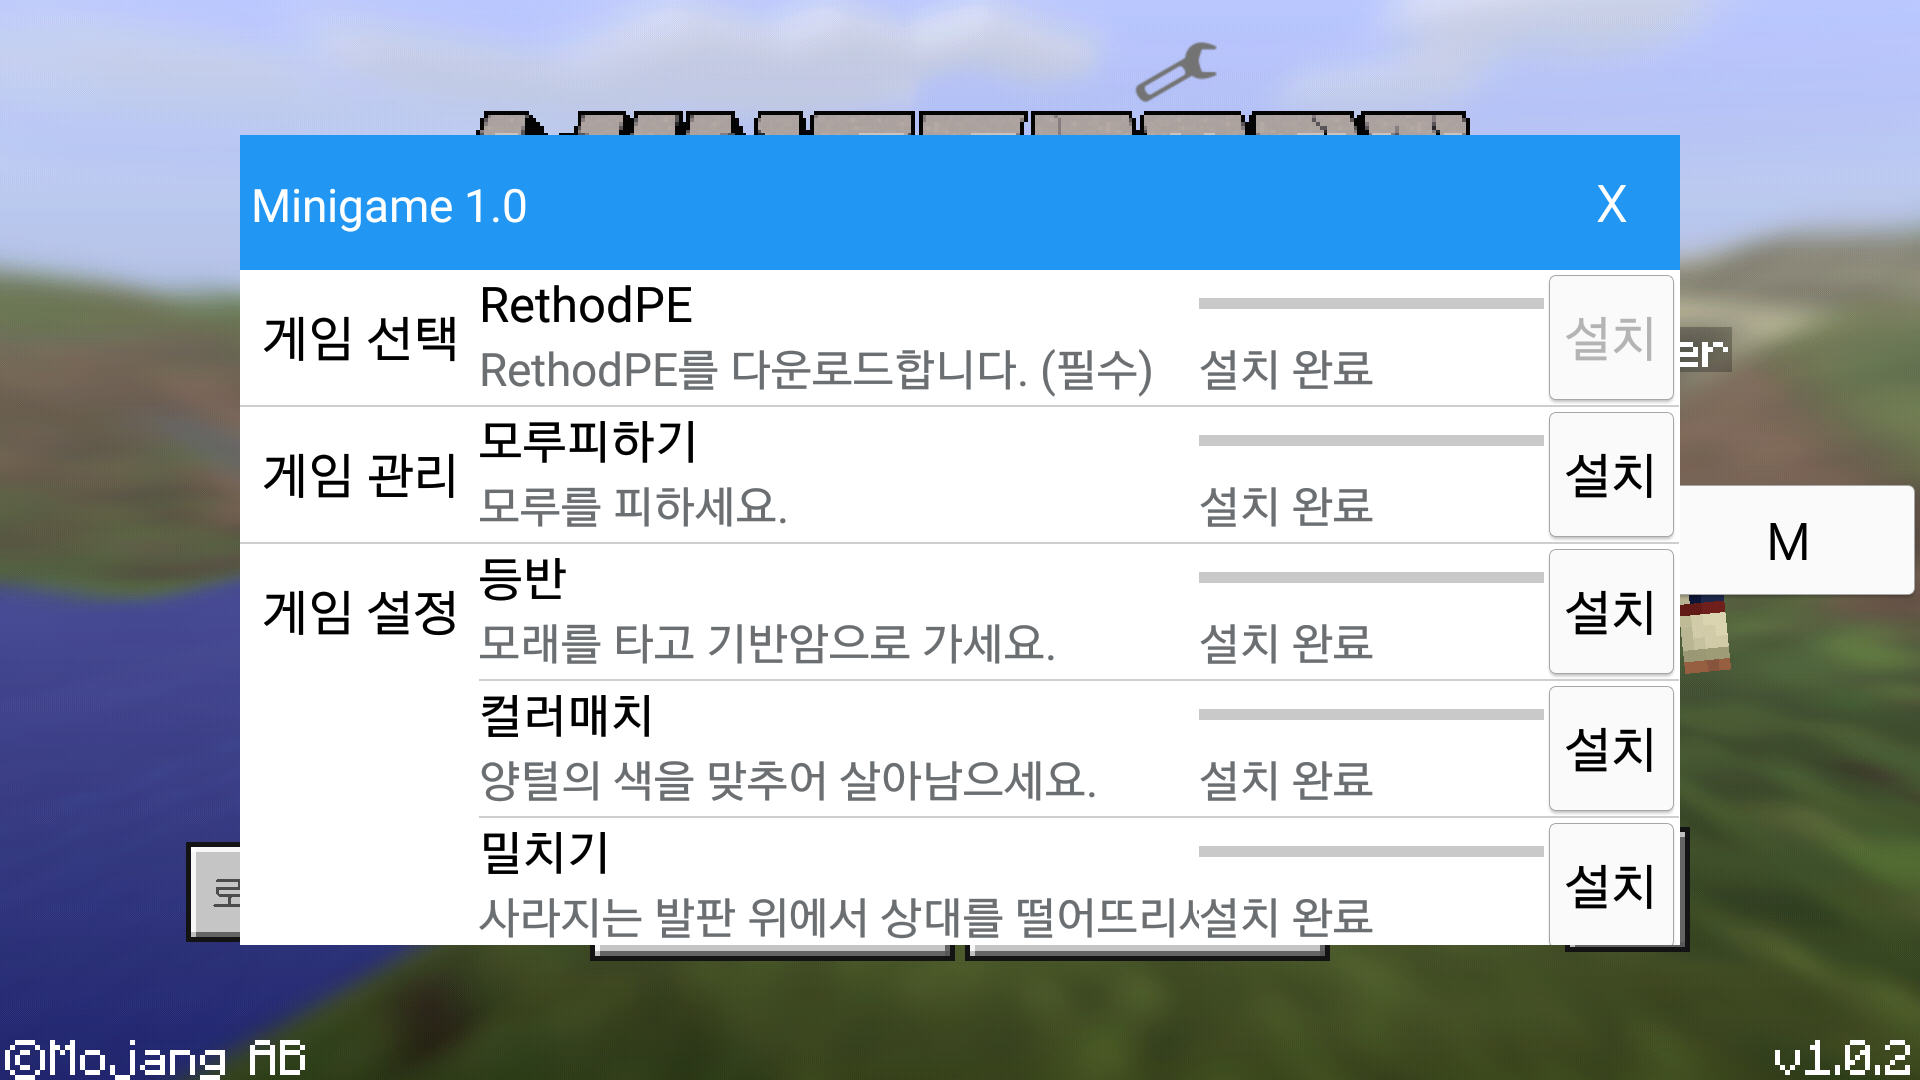 Minigame 1.0
X
게임 선택
게임 관리
게임 설정
RethodPE
RethodPE를 다운로드합니다. (필수)
설치 완료
설치
모루피하기
모루를 피하세요.
설치 완료
설치
등반
모래를 타고 기반암으로 가세요.
설치 완료
설치
컬러매치
양털의 색을 맞추어 살아남으세요.
설치 완료
설치
밀치기
사라지는 발판 위에서 상대를 떨어뜨리
설치 완료
설치
er
M
로
©Mojang AB
v1.0.2